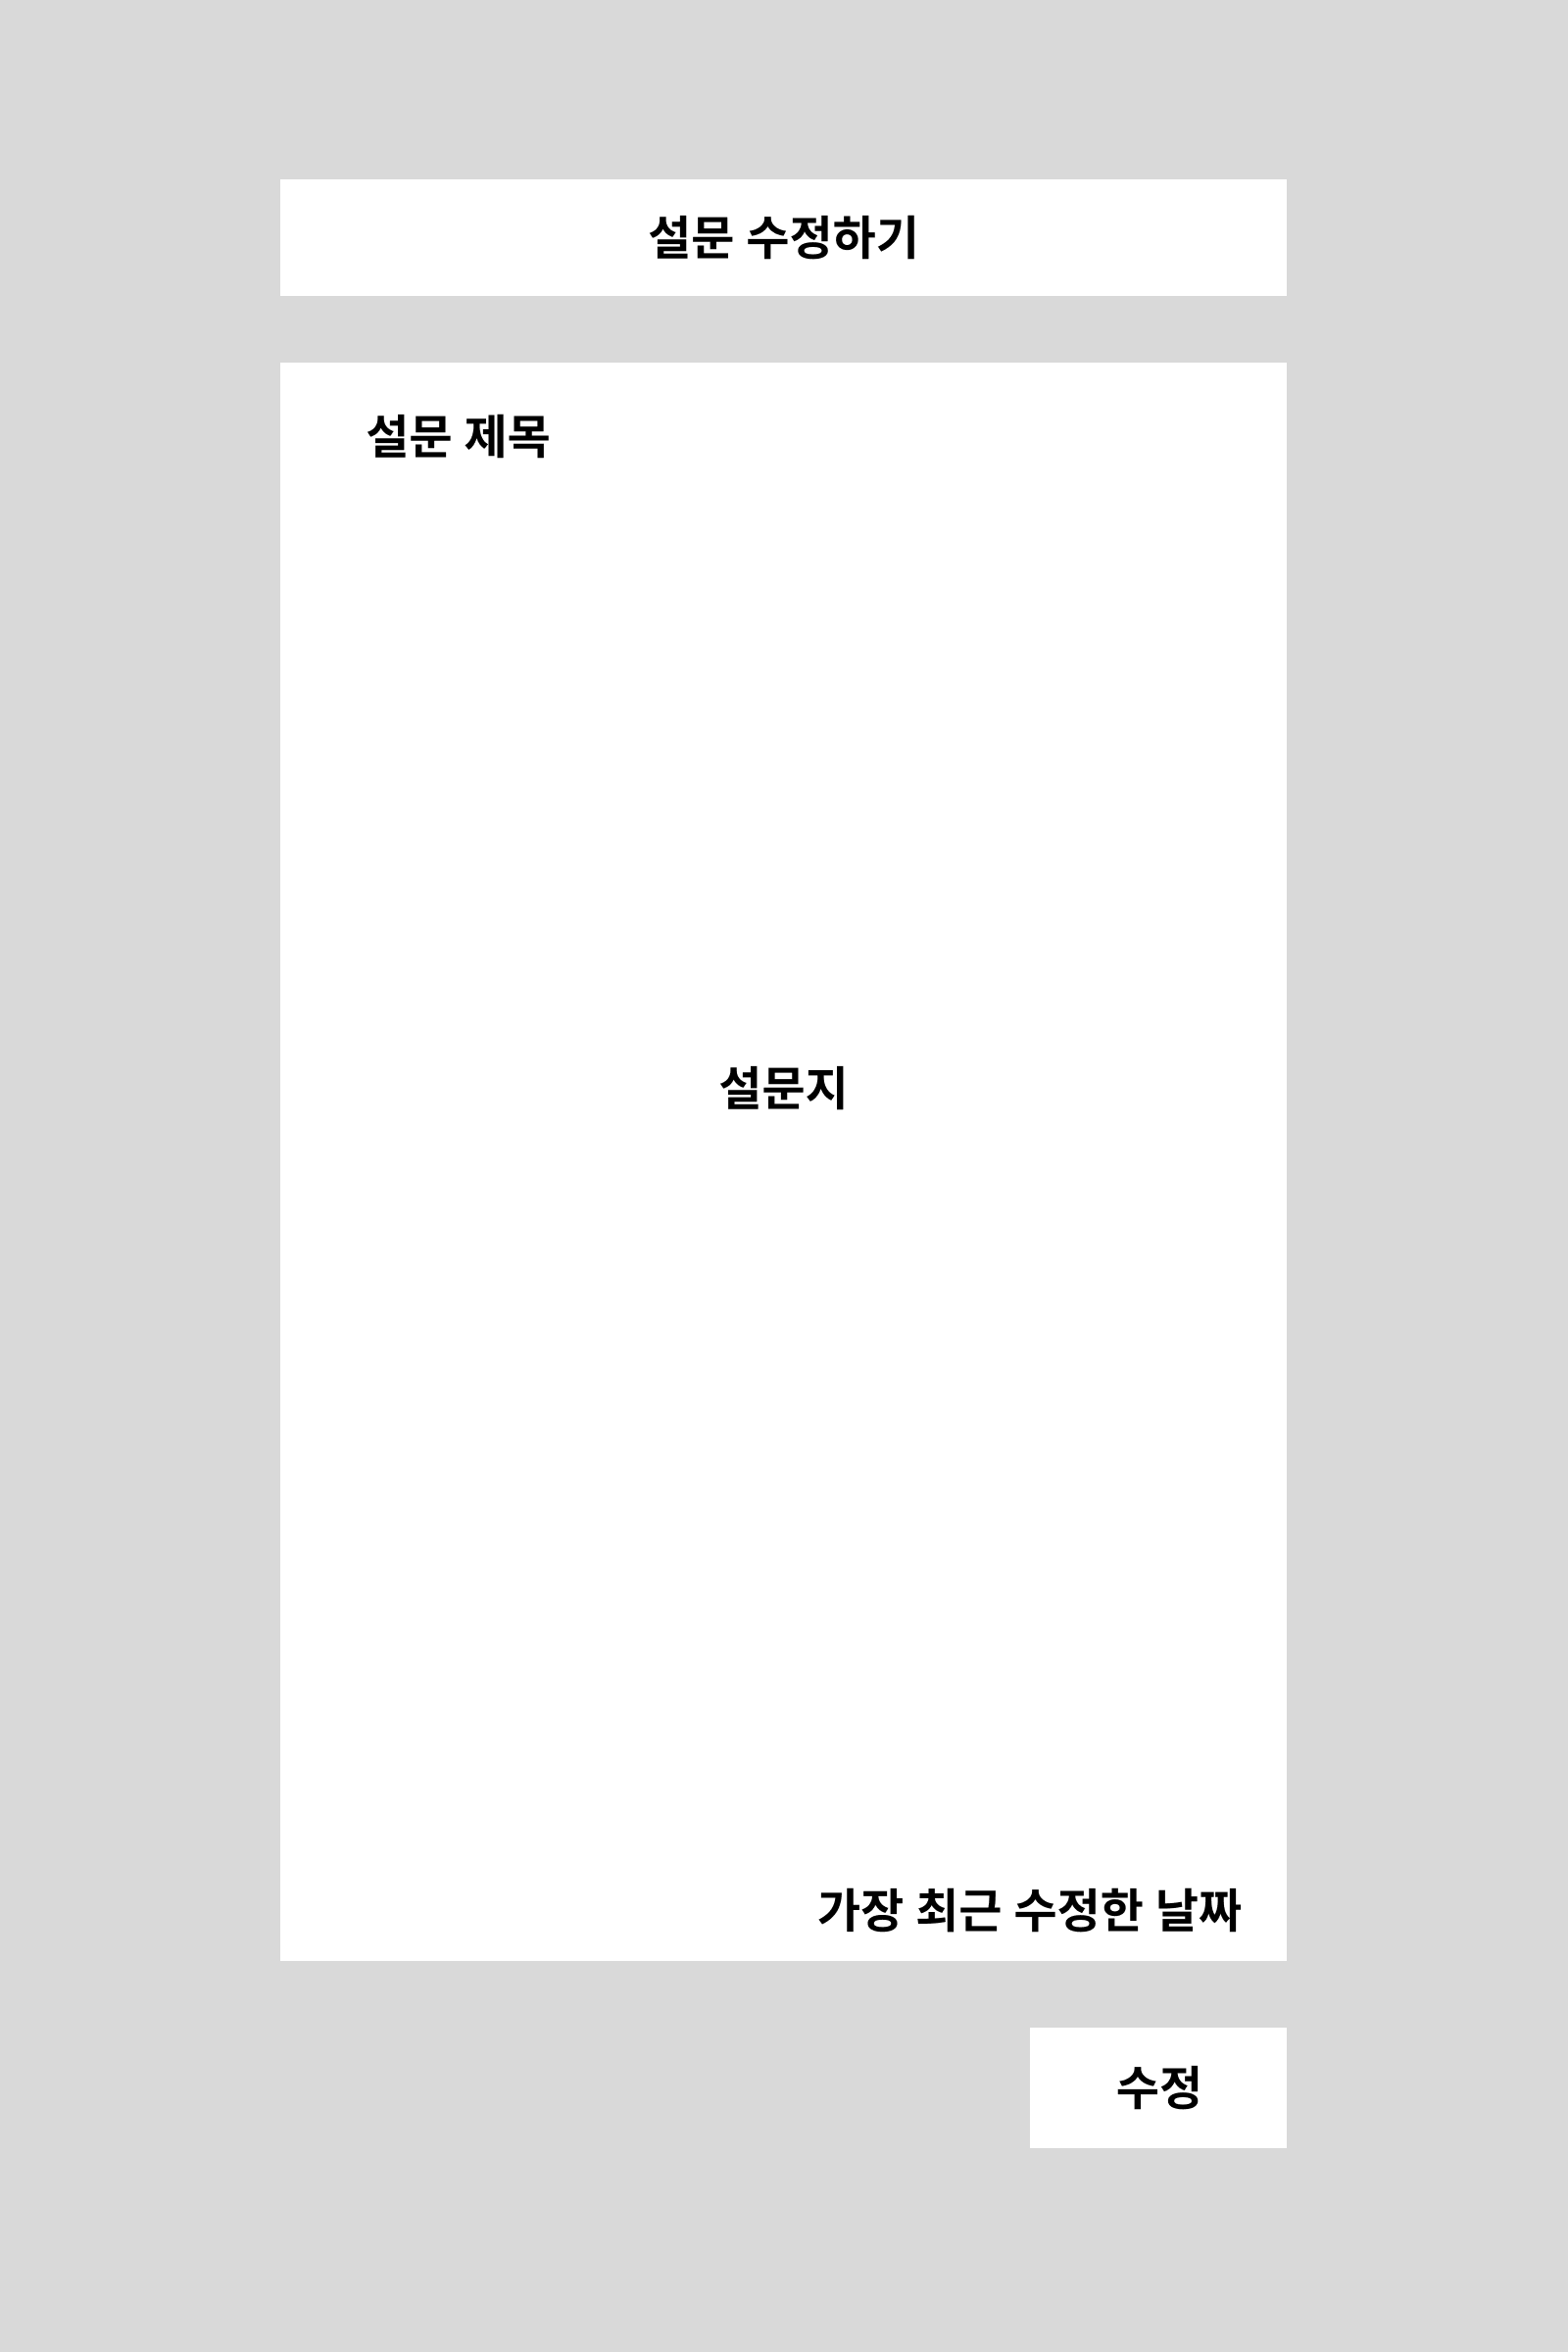 설문 수정하기
설문 제목
설문지
가장 최근 수정한 날짜
수정